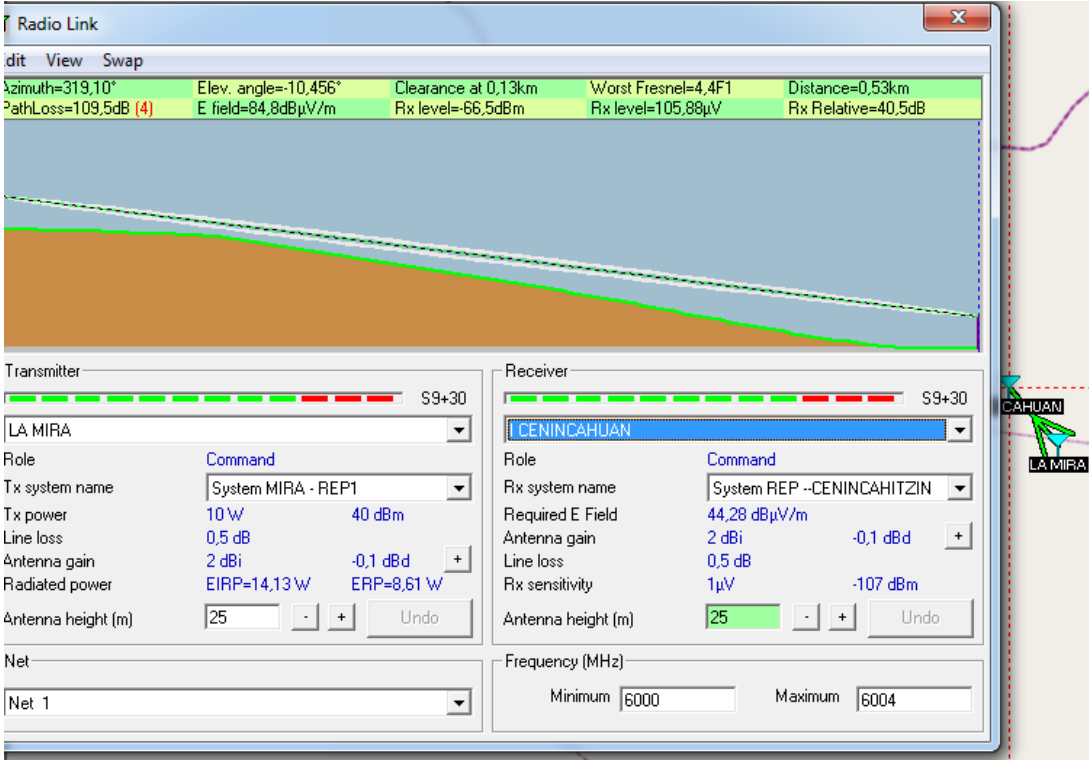 Radio Link
dit View Swap
Azimuth=319,10° Elev. angle=-10,456° Clearance at 0,13km Worst Fresnel=4,4F1 Distance=0,53km
PathLoss=109,5dB (4) E field=84,8dBµV/m Rx level=-66,5dBm Rx level=105,88µV Rx Relative=40,5dB
Transmitter
S9+30
LA MIRA
Role Command
Tx system name System MIRA - REP1
Tx power 10 W 40 dBm
Line loss 0,5 dB
Antenna gain 2 dBi -0,1 dBd +
Radiated power EIRP=14,13 W ERP=8,61 W
Antenna height (m) 25 - + Undo
Net
Net 1
Receiver
S9+30
CENINCAHUAN
Role Command
Rx system name System REP --CENINCAHITZIN
Required E Field 44,28 dBµV/m
Antenna gain 2 dBi -0,1 dBd +
Line loss 0,5 dB
Rx sensitivity 1µV -107 dBm
Antenna height (m) 25 - + Undo
Frequency (MHz)
Minimum 6000 Maximum 6004
CAHUAN
LA MIRA